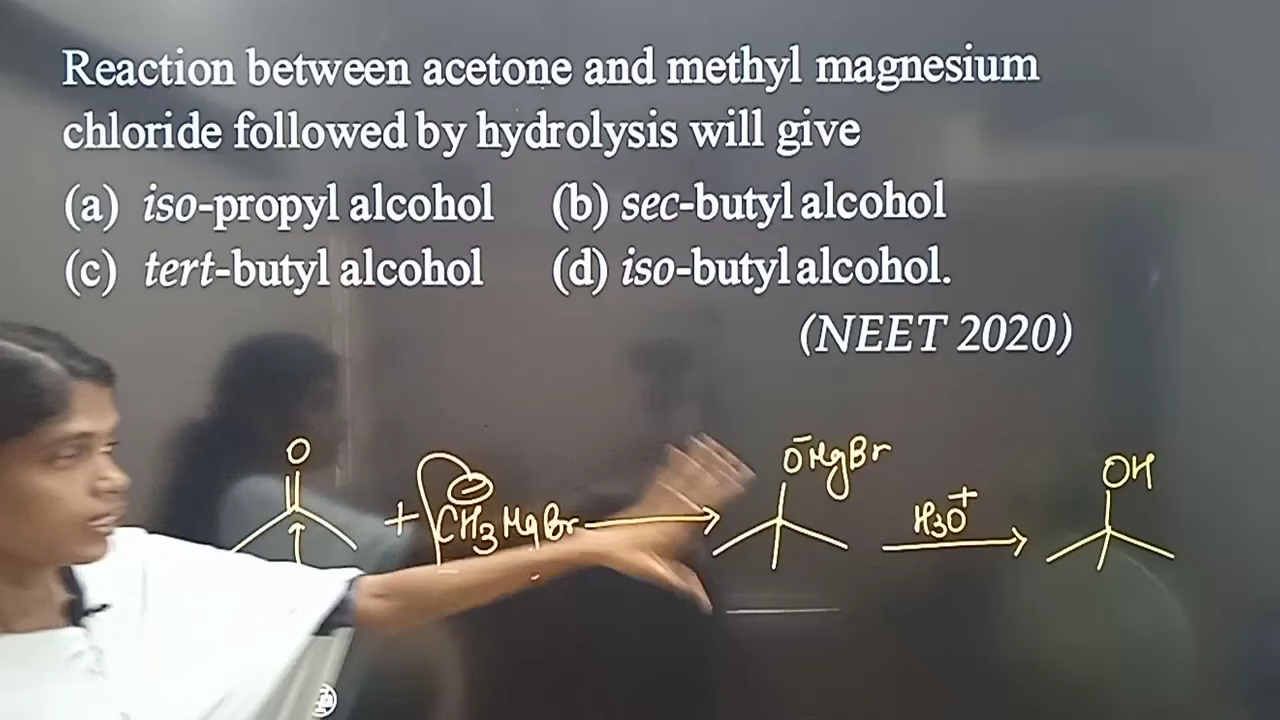 Reaction between acetone and methyl magnesium
chloride followed by hydrolysis will give
(a) iso-propyl alcohol (b) sec-butyl alcohol
(c) tert-butyl alcohol (d) iso-butyl alcohol.
(NEET 2020)
O + CH3MgBr ōMgBr H3O+ OH